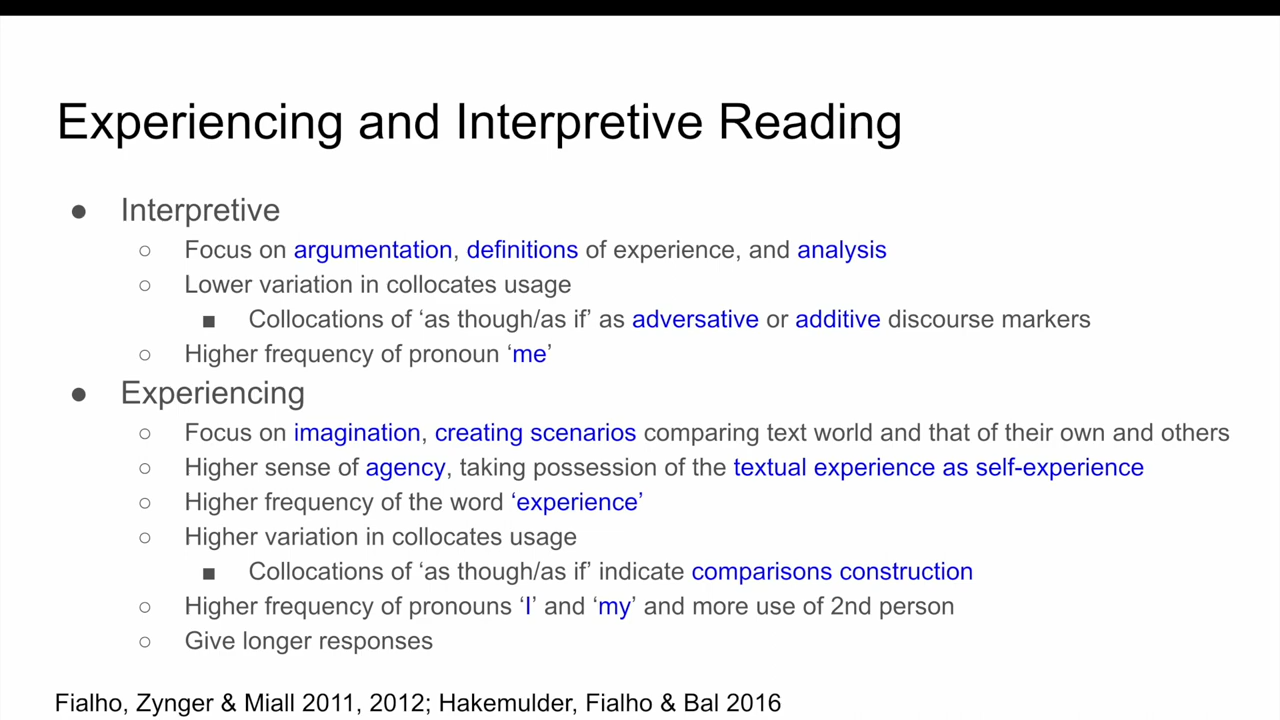 Experiencing and Interpretive Reading
● Interpretive
○ Focus on argumentation, definitions of experience, and analysis
○ Lower variation in collocates usage
■ Collocations of ‘as though/as if’ as adversative or additive discourse markers
○ Higher frequency of pronoun ‘me’
● Experiencing
○ Focus on imagination, creating scenarios comparing text world and that of their own and others
○ Higher sense of agency, taking possession of the textual experience as self-experience
○ Higher frequency of the word ‘experience’
○ Higher variation in collocates usage
■ Collocations of ‘as though/as if’ indicate comparisons construction
○ Higher frequency of pronouns ‘I’ and ‘my’ and more use of 2nd person
○ Give longer responses
Fialho, Zynger & Miall 2011, 2012; Hakemulder, Fialho & Bal 2016